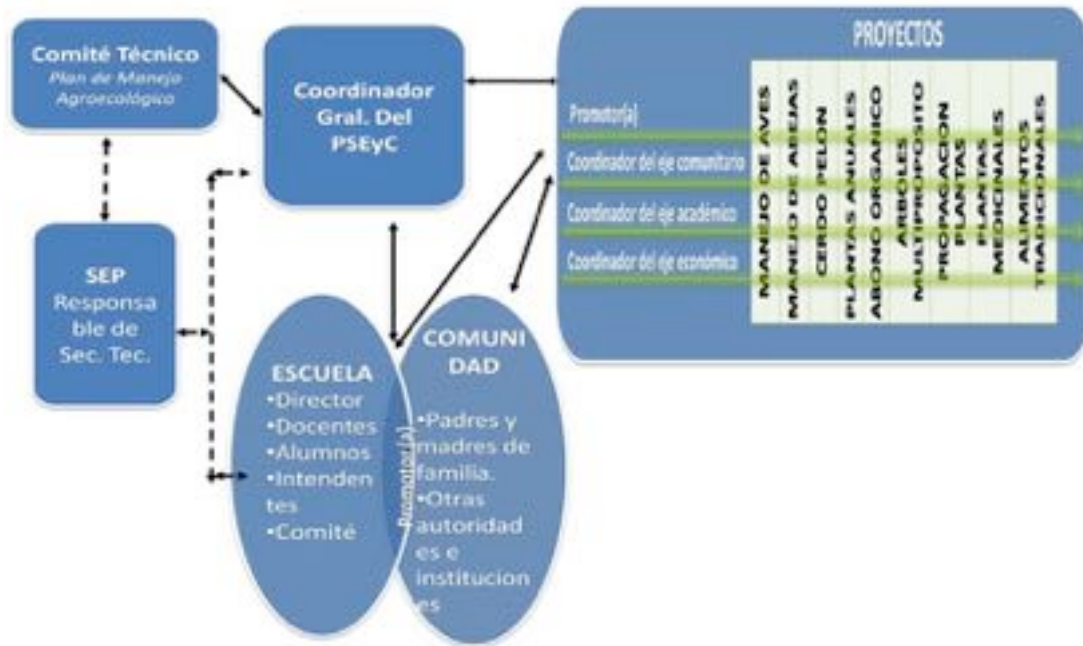 Comité Técnico
Plan de Manejo
Agroecológico
Coordinador
Gral. Del
PSEyC
SEP
Responsa
ble de
Sec. Tec.
ESCUELA
•Director
•Docentes
•Alumnos
•Intenden
tes
•Comité
Promotor(a)
COMUNI
DAD
•Padres y
madres de
familia.
•Otras
autoridad
es e
institucion
es
PROYECTOS
Promotor(a)
Coordinador del eje comunitario
Coordinador del eje académico
Coordinador del eje económico
MANEJO DE AVES
MANEJO DE ABEJAS
CERDO PELON
PLANTAS ANUALES
ABONO ORGANICO
ARBOLES
MULTIPROPOSITO
PROPAGACION
PLANTAS
PLANTAS
MEDICINALES
ALIMENTOS
TRADICIONALES